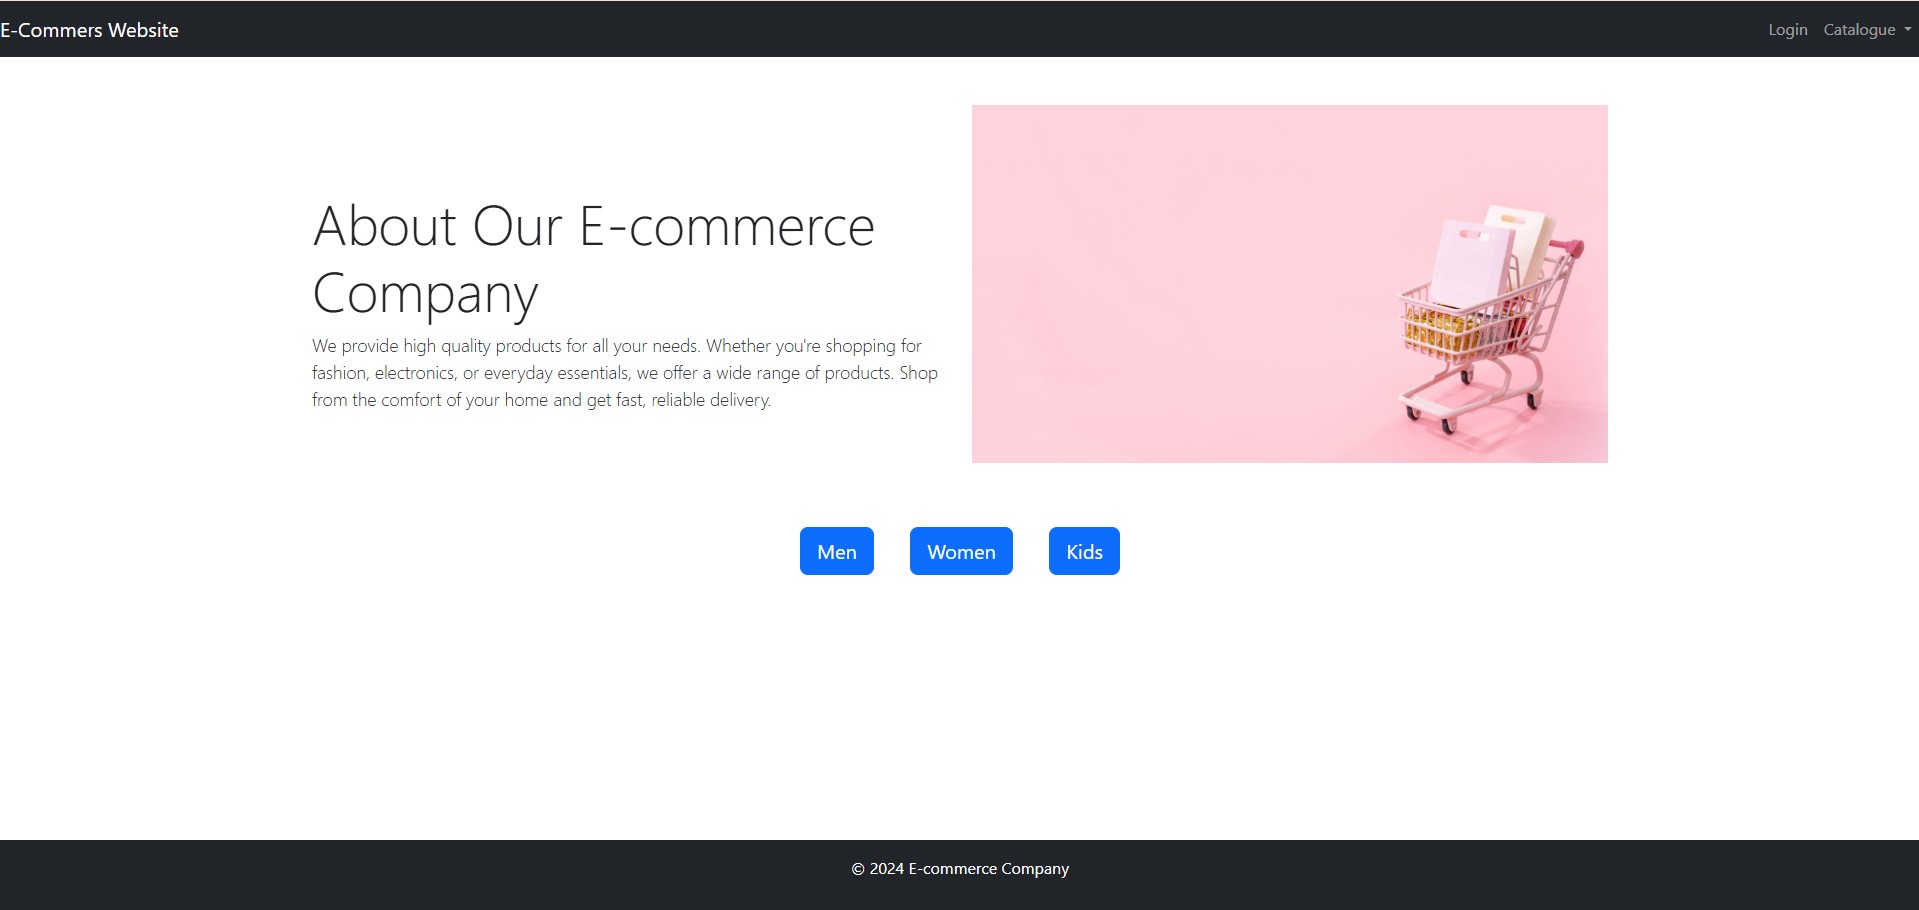 E-Commers Website
Login
Catalogue
About Our E-commerce
Company
We provide high quality products for all your needs. Whether you're shopping for
fashion, electronics, or everyday essentials, we offer a wide range of products. Shop
from the comfort of your home and get fast, reliable delivery.
Men
Women
Kids
© 2024 E-commerce Company